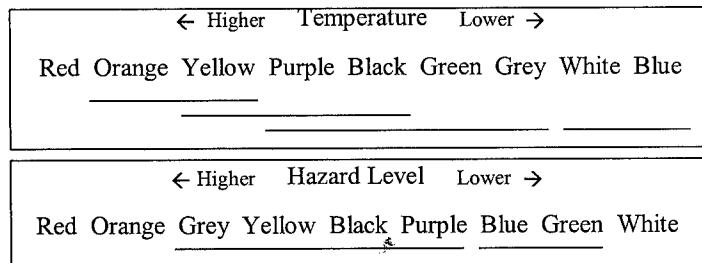 ← Higher Temperature Lower →
Red Orange Yellow Purple Black Green Grey White Blue
← Higher Hazard Level Lower →
Red Orange Grey Yellow Black Purple Blue Green White